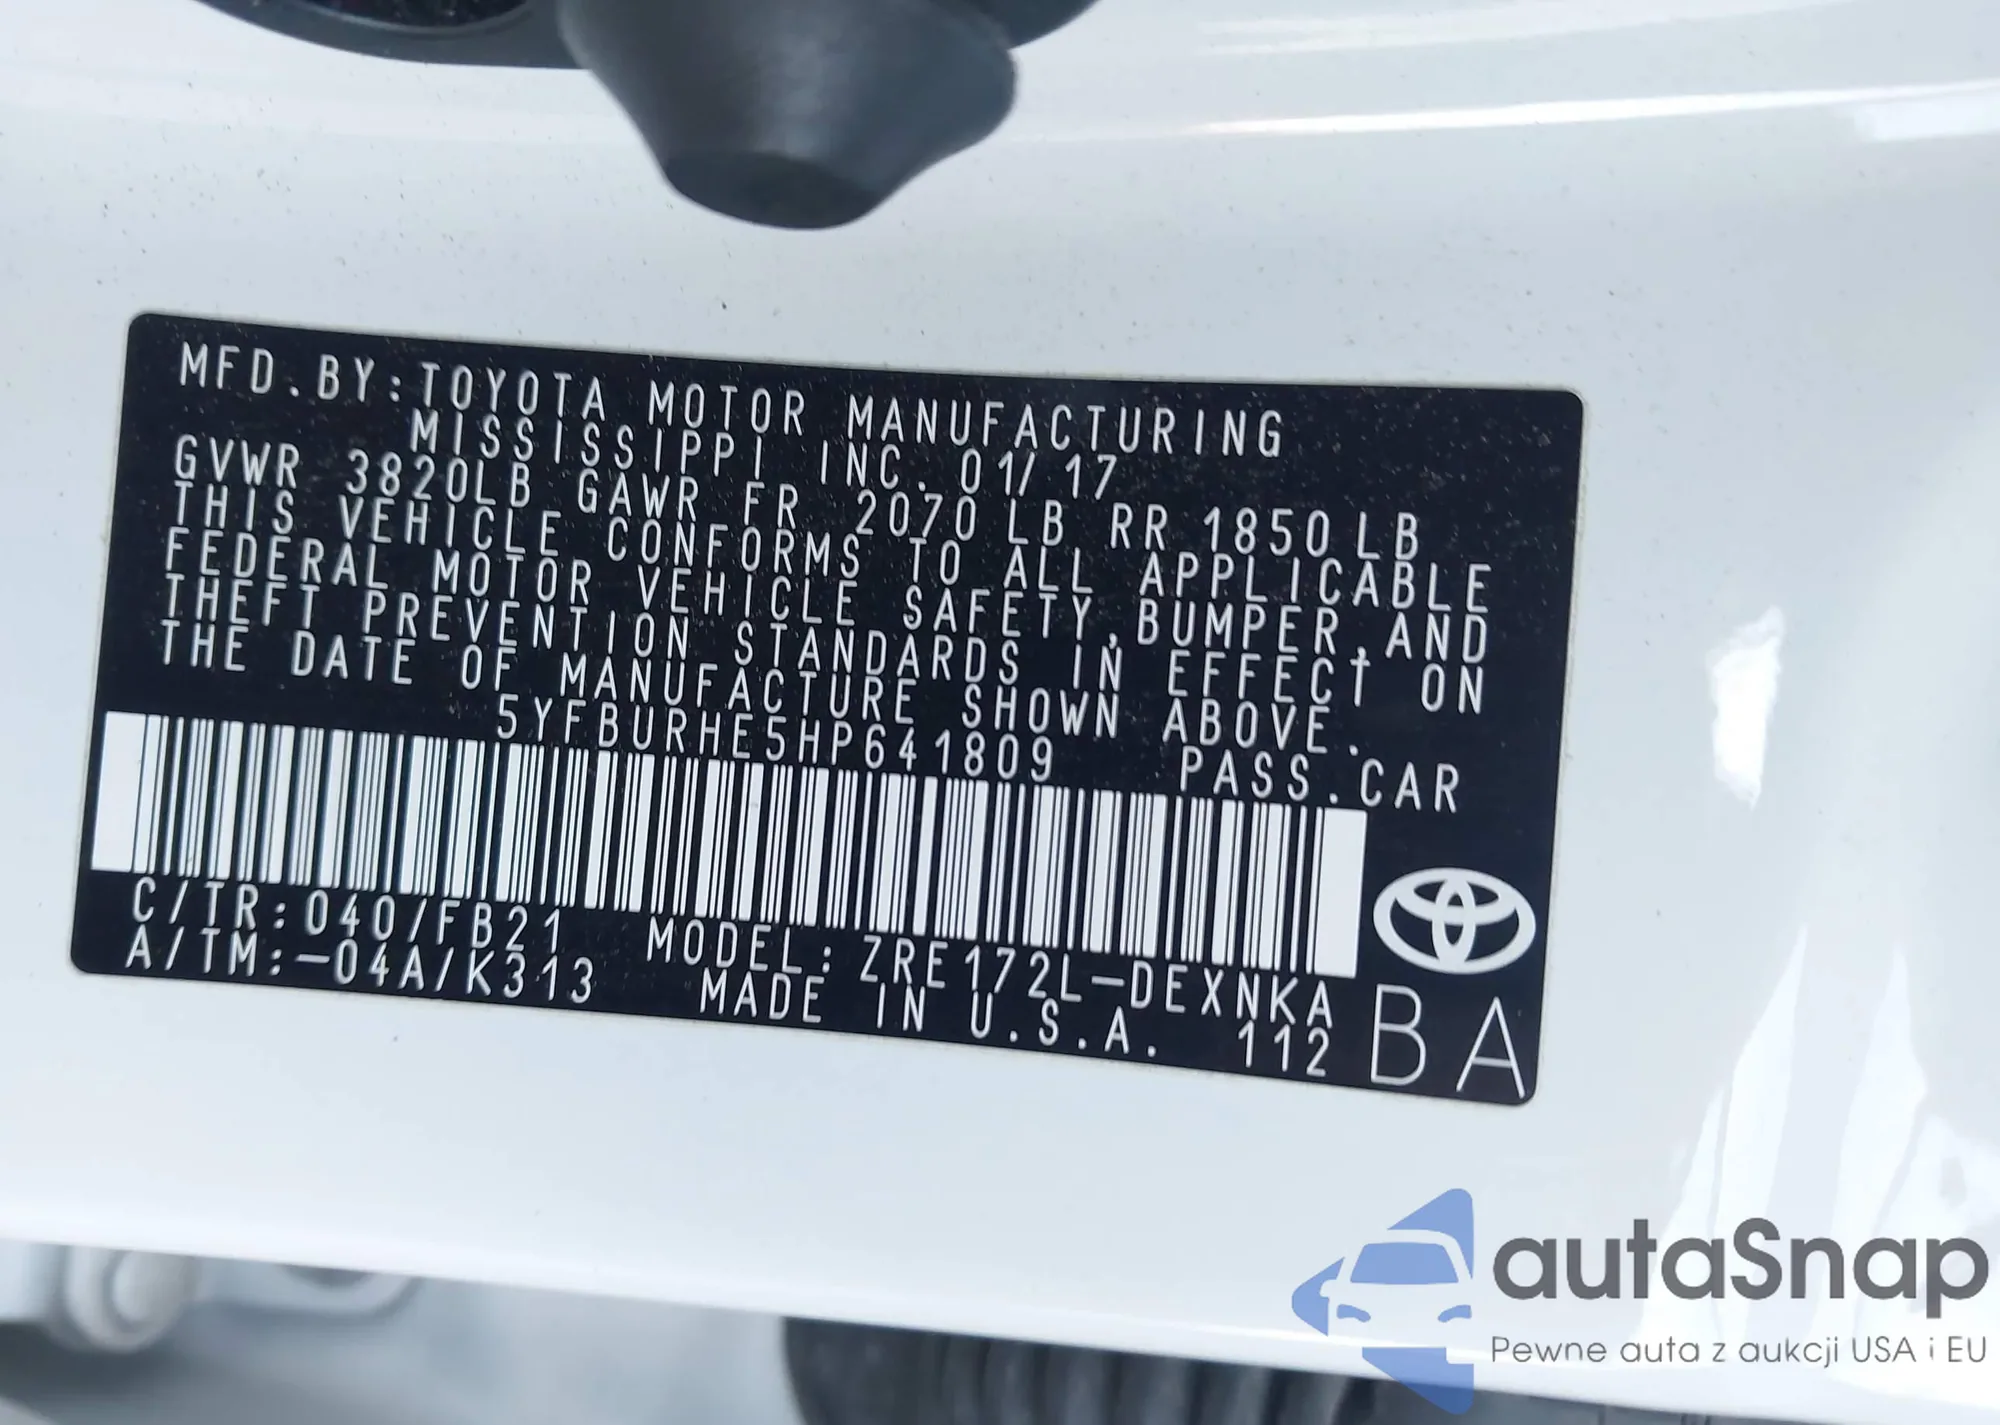 MFD.BY:TOYOTA MOTOR MANUFACTURING
MISSISSIPPI INC. 01/17
GVWR 3820LB GAWR FR 2070LB RR 1850LB
THIS VEHICLE CONFORMS TO ALL APPLICABLE
FEDERAL MOTOR VEHICLE SAFETY,BUMPER,AND
THEFT PREVENTION STANDARDS IN EFFECT ON
THE DATE OF MANUFACTURE SHOWN ABOVE.
5YFBURHE5HP641809 PASS.CAR
C/TR:040/FB21 MODEL:ZRE172L-DEXNKA
A/TM:-04A/K313 MADE IN U.S.A. 112
BA
autaSnap
Pewne auta z aukcji USA i EU